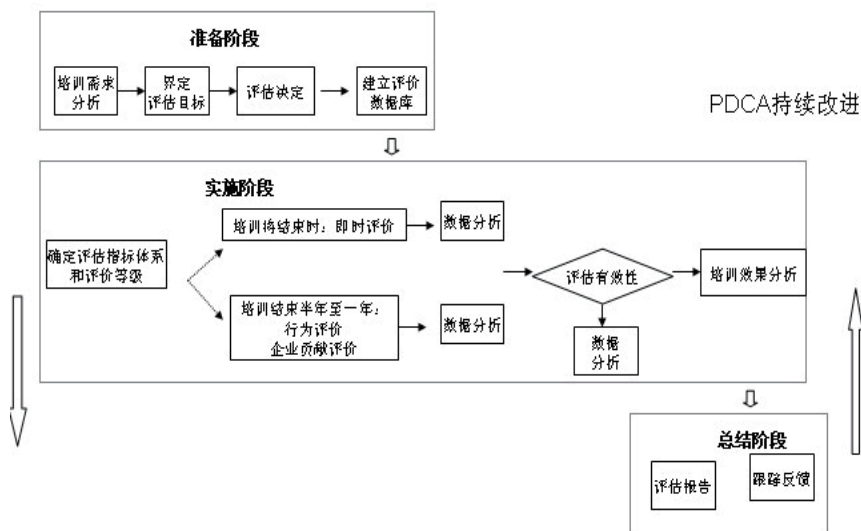 准备阶段
培训需求
分析
界定
评估目标
评估决定
建立评价
数据库
PDCA持续改进
实施阶段
培训将结束时：即时评价
数据分析
确定评估指标体系
和评价等级
评估有效性
培训效果分析
培训结束半年至一年：
行为评价
企业贡献评价
数据分析
数据
分析
总结阶段
评估报告
跟踪反馈